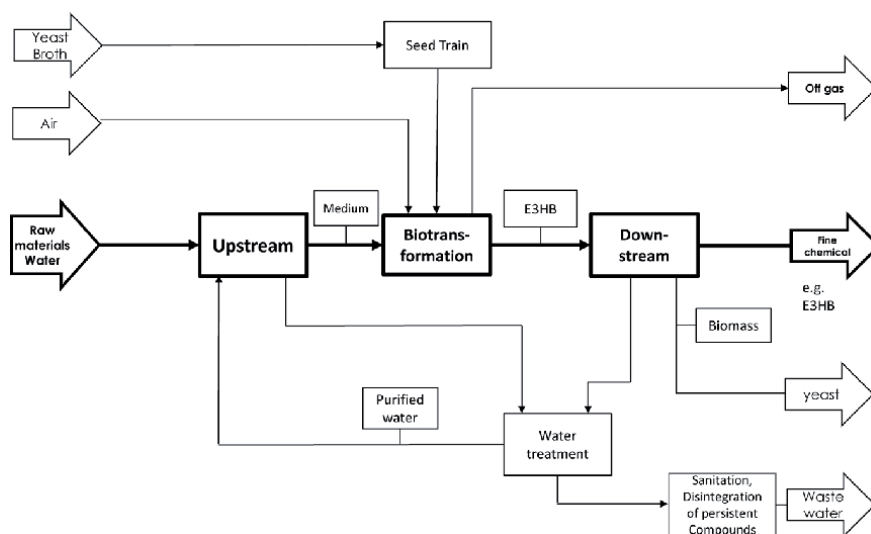 Yeast
Broth
Seed Train
Off gas
Air
Raw
materials
Water
Upstream
Medium
Biotrans-
formation
E3HB
Down-
stream
Fine
chemical
e.g.
E3HB
Biomass
yeast
Purified
water
Water
treatment
Sanitation,
Disintegration
of persistent
Compounds
Waste
water